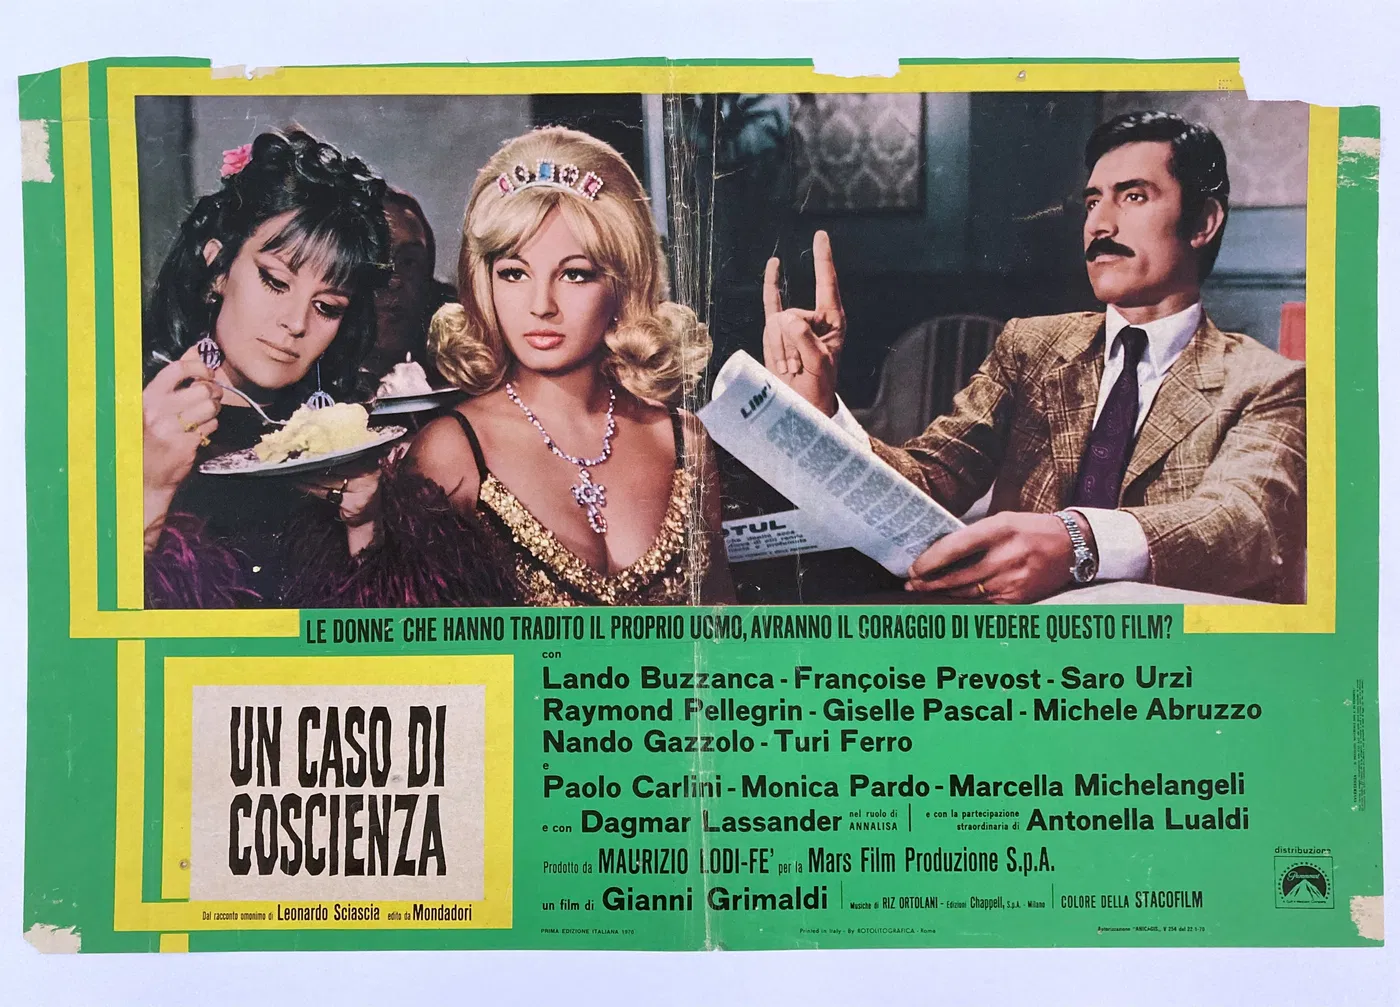 Libri
STUL
LE DONNE CHE HANNO TRADITO IL PROPRIO UOMO, AVRANNO IL CORAGGIO DI VEDERE QUESTO FILM?
con
Lando Buzzanca - Françoise Prevost - Saro Urzì
Raymond Pellegrin - Giselle Pascal - Michele Abruzzo
Nando Gazzolo - Turi Ferro
e
Paolo Carlini - Monica Pardo - Marcella Michelangeli
e con Dagmar Lassander nel ruolo di ANNALISA | e con la partecipazione straordinaria di Antonella Lualdi
Prodotto da MAURIZIO LODI-FE' per la Mars Film Produzione S.p.A.
un film di Gianni Grimaldi | Musiche di RIZ ORTOLANI - Edizioni Chappell, S.p.A. - Milano | COLORE DELLA STACOFILM
UN CASO DI
COSCIENZA
Dal racconto omonimo di Leonardo Sciascia edito da Mondadori
distribuzione
Paramount
PRIMA EDIZIONE ITALIANA 1970
Printed in Italy - By ROTOLITOGRAFICA - Roma